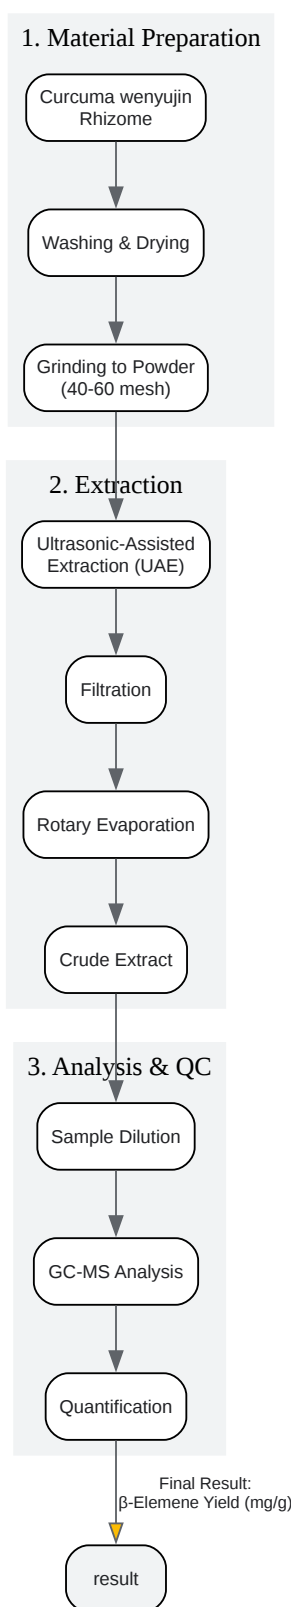 1. Material Preparation
Curcuma wenyujin
Rhizome
Washing & Drying
Grinding to Powder
(40-60 mesh)
2. Extraction
Ultrasonic-Assisted
Extraction (UAE)
Filtration
Rotary Evaporation
Crude Extract
3. Analysis & QC
Sample Dilution
GC-MS Analysis
Quantification
Final Result:
β-Elemene Yield (mg/g)
result